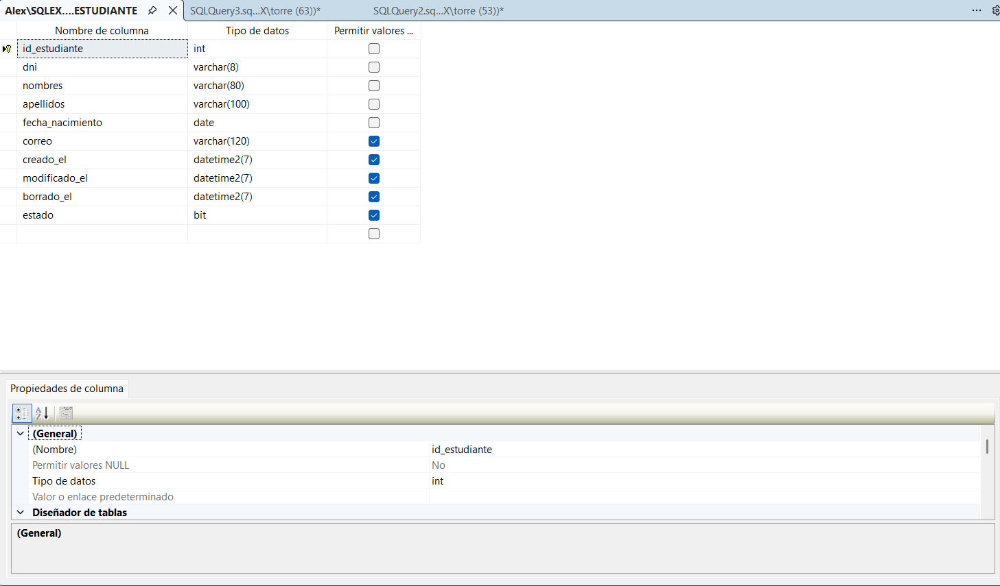 Alex\SQLEX....ESTUDIANTE SQLQuery3.sq...X\torre (63))* SQLQuery2.sq...X\torre (53))*
Nombre de columna Tipo de datos Permitir valores ...
id_estudiante int
dni varchar(8)
nombres varchar(80)
apellidos varchar(100)
fecha_nacimiento date
correo varchar(120)
creado_el datetime2(7)
modificado_el datetime2(7)
borrado_el datetime2(7)
estado bit
Propiedades de columna
(General)
(Nombre) id_estudiante
Permitir valores NULL No
Tipo de datos int
Valor o enlace predeterminado
Diseñador de tablas
(General)